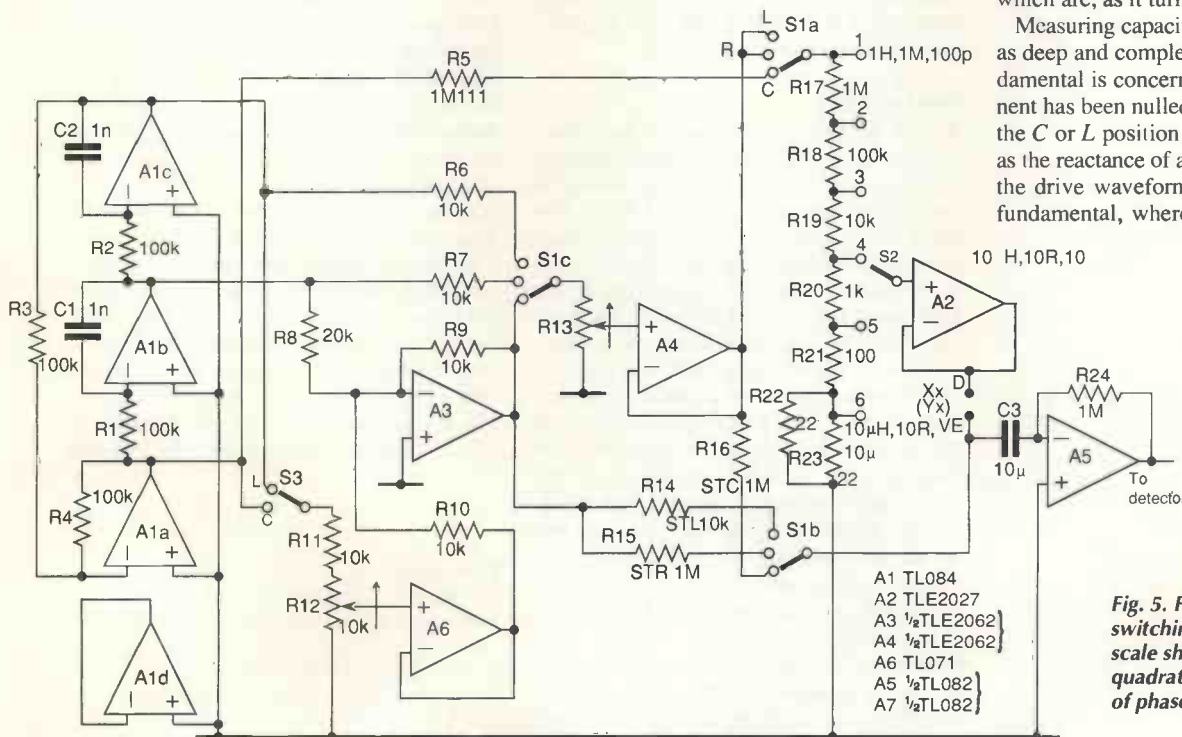 which are, as it turn
Measuring capaci
as deep and comple
damental is concern
nent has been nulled
the C or L position
as the reactance of a
the drive waveform
fundamental, where
L
S1a
R
C
R5
1M111
1
1H,1M,100p
R17
1M
2
R18
100k
3
R19
10k
4
S2
10 H,10R,10
R20
1k
5
R21
100
R22
22
6
10µH,10R,
10µ
R23
22
A2
+
−
D
Xx
(Yx)
VE
C3
10µ
R24
1M
−
A5
+
To
detecto
C2
1n
A1c
−
+
R2
100k
C1
1n
R3
100k
A1b
−
+
R1
100k
R4
100k
A1a
−
+
A1d
−
+
R6
10k
R7
10k
S1c
R8
20k
R9
10k
R13
+
A4
−
−
A3
+
R16
STC 1M
L
S3
C
R10
10k
R14
STL10k
R15
STR 1M
S1b
R11
10k
R12
10k
+
A6
−
A1 TL084
A2 TLE2027
A3 ½TLE2062}
A4 ½TLE2062}
A6 TL071
A5 ½TL082}
A7 ½TL082}
Fig. 5. F
switching
scale sh
quadrat
of phase